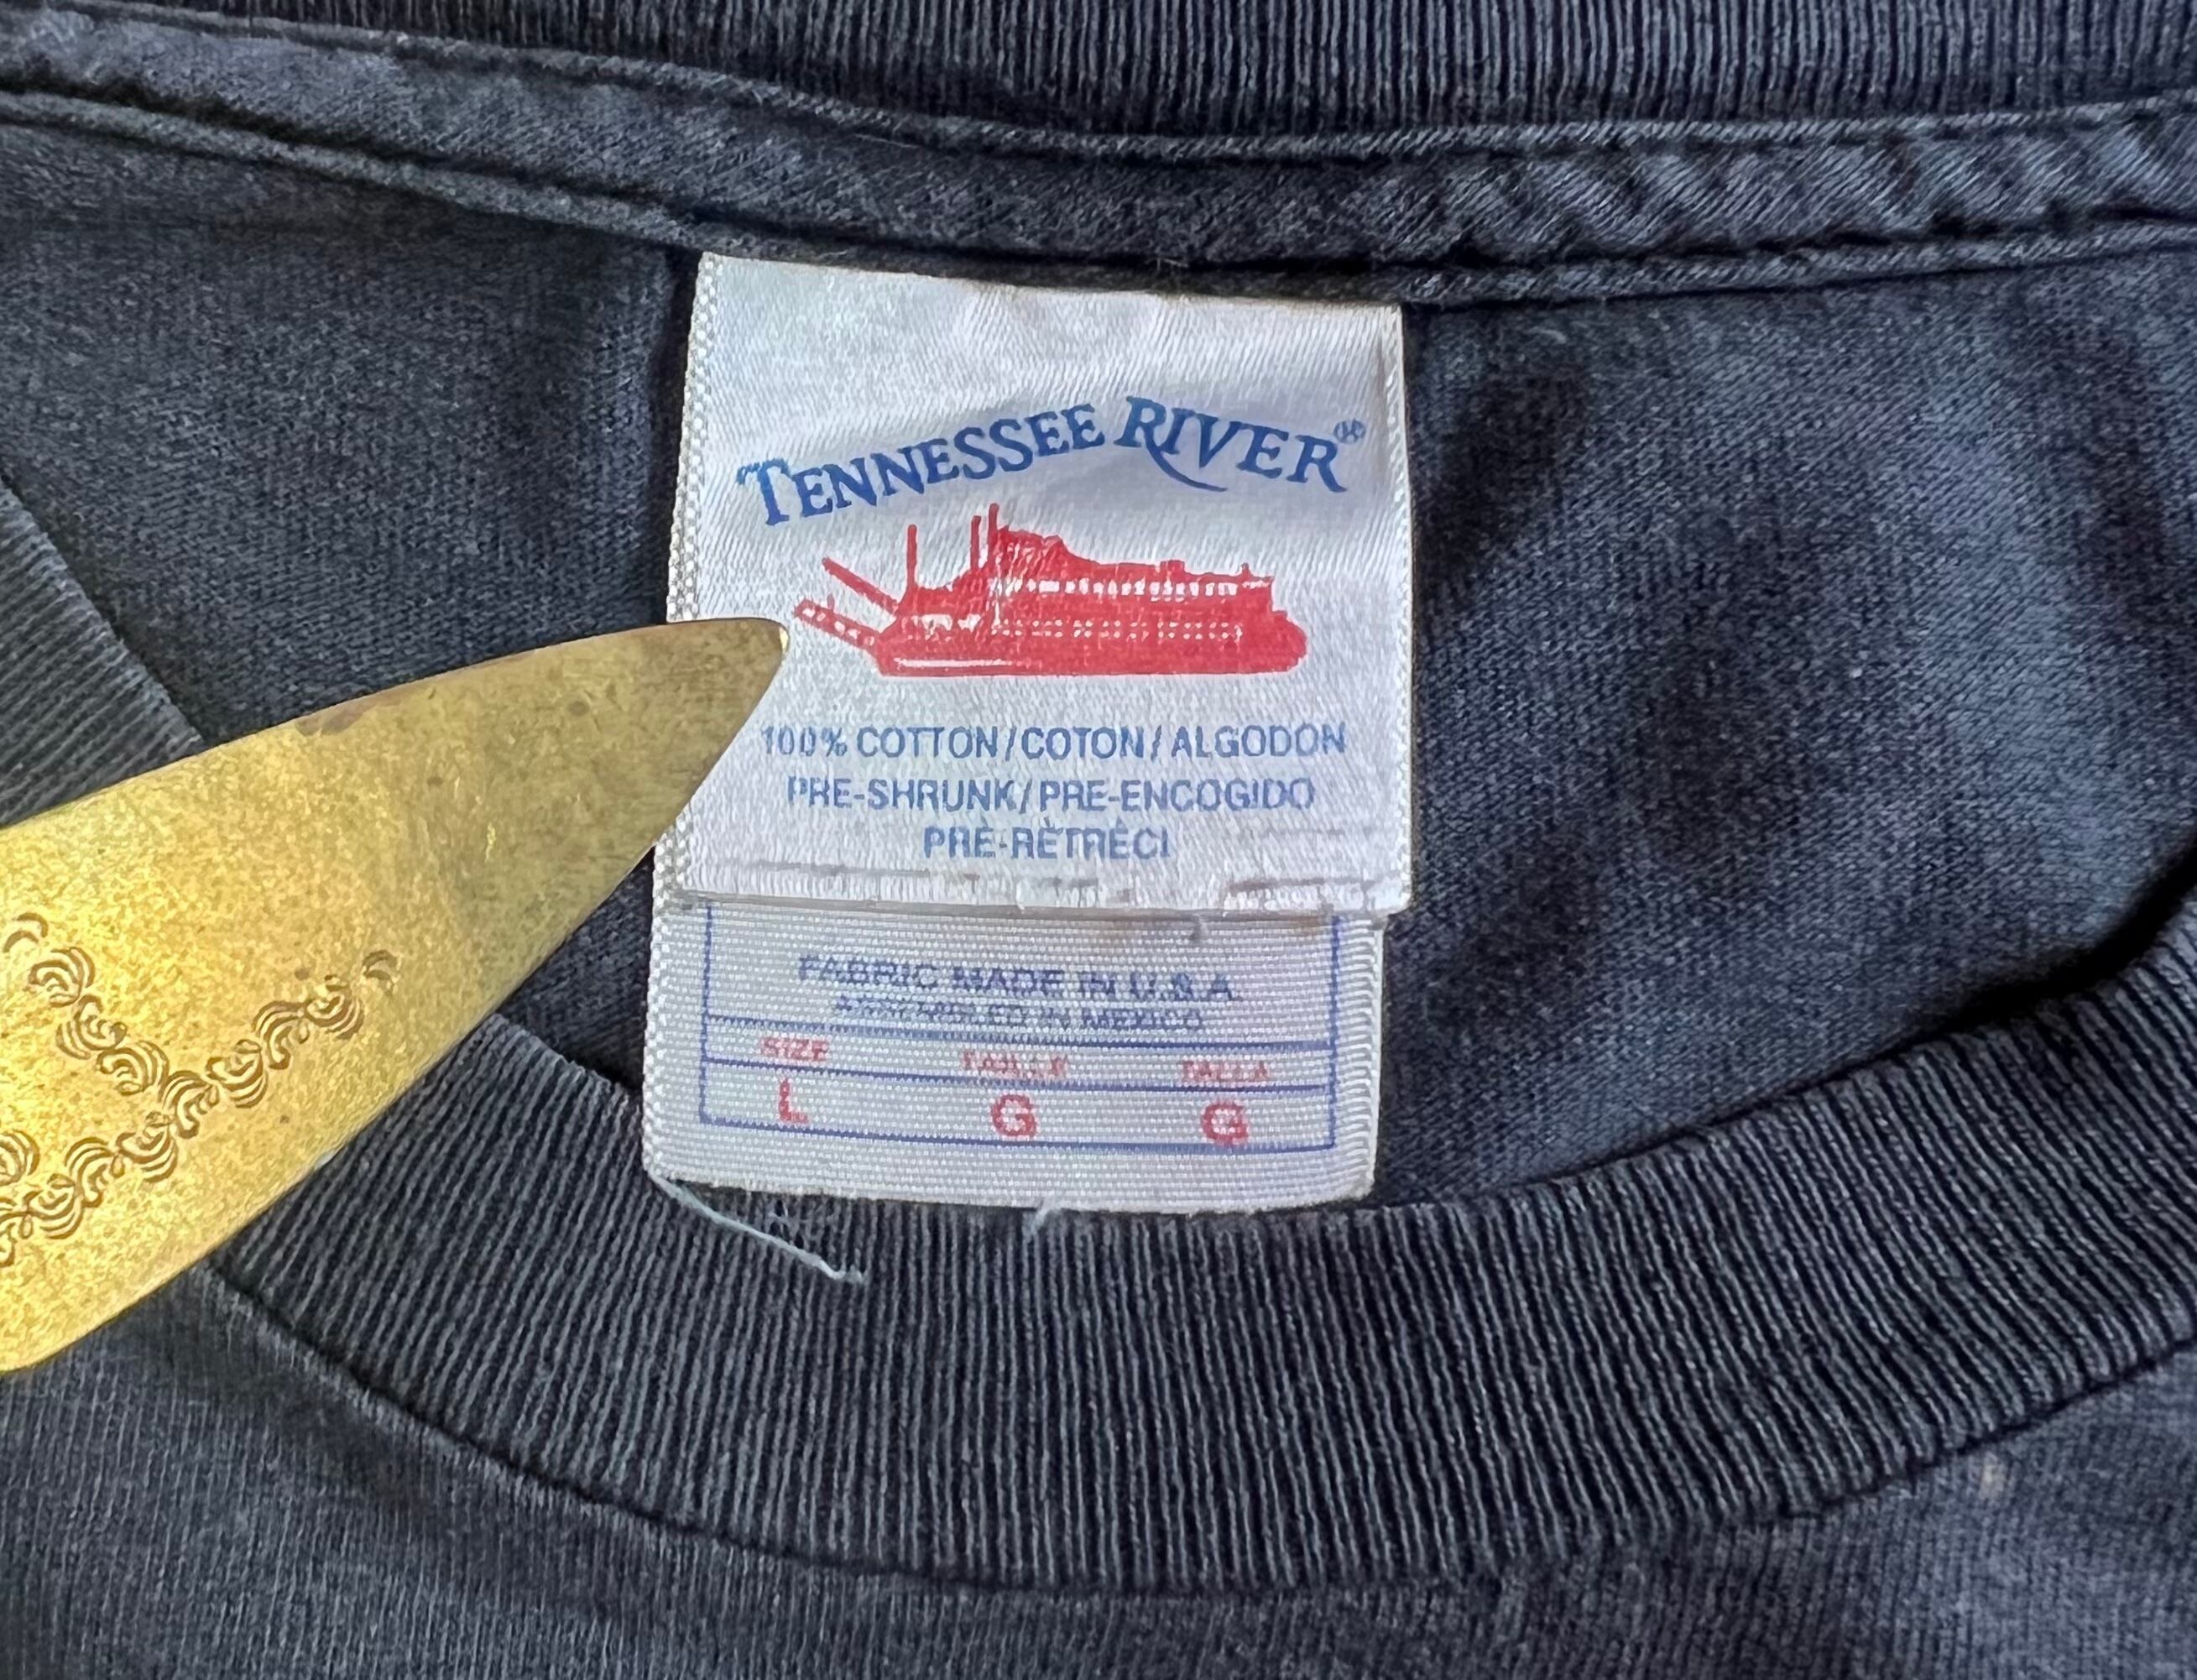 TENNESSEE RIVER®
100% COTTON/COTON/ALGODON
PRE-SHRUNK/PRE-ENCOGIDO
PRÉ-RÉTRÉCI
FABRIC MADE IN U.S.A.
ASSEMBLED IN MEXICO
SIZE TAILLE TALLA
L G G